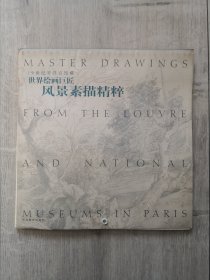 MASTER DRAWINGS
世界绘画巨匠
风景素描精粹
FROM THE LOUVRE
AND NATIONAL
MUSEUMS IN PARIS